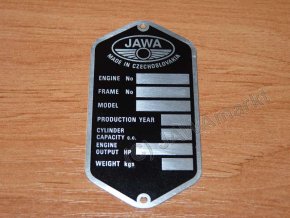 JAWA
MADE IN CZECHOSLOVAKIA
ENGINE No
FRAME No
MODEL
PRODUCTION YEAR
CYLINDER
CAPACITY c.c.
ENGINE
OUTPUT HP
WEIGHT kgs